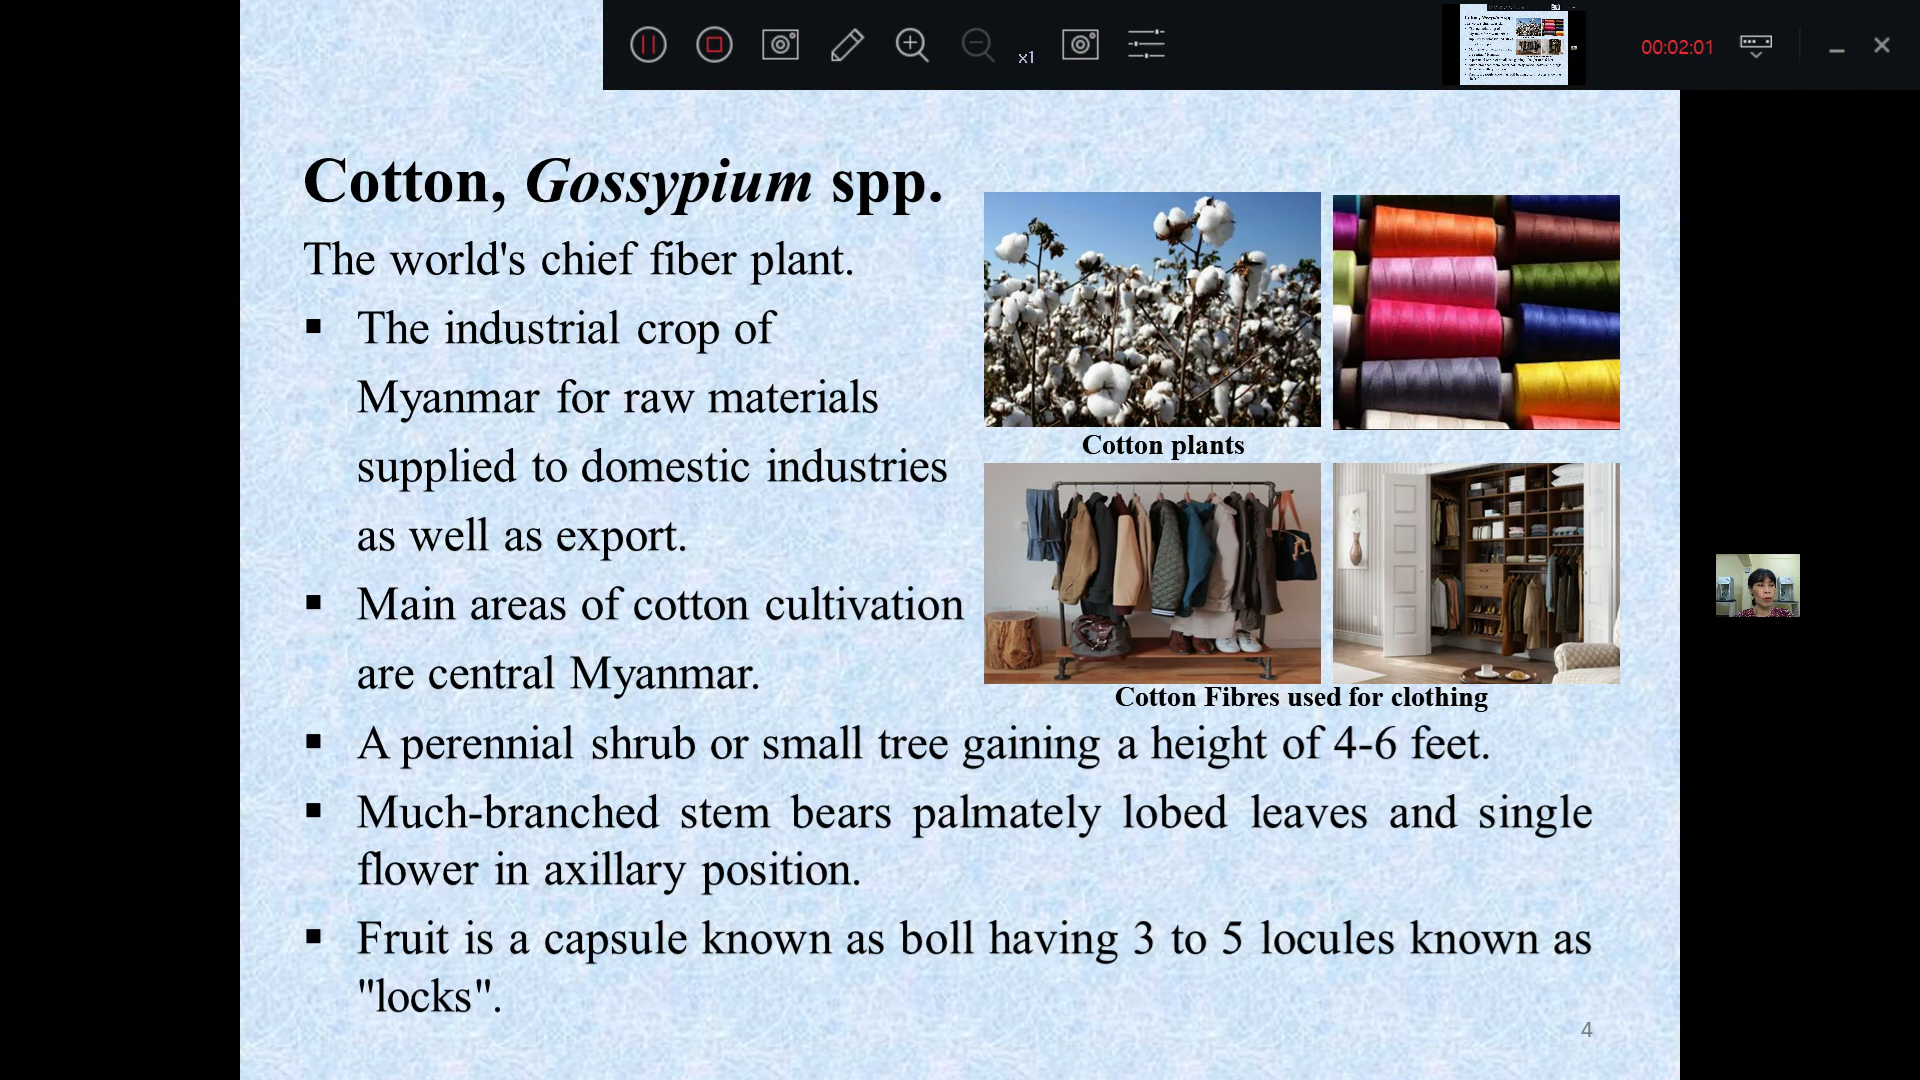 x1
00:02:01
Cotton, Gossypium spp.
The world's chief fiber plant.
▪ The industrial crop of
Myanmar for raw materials
supplied to domestic industries
as well as export.
▪ Main areas of cotton cultivation
are central Myanmar.
Cotton plants
Cotton Fibres used for clothing
▪ A perennial shrub or small tree gaining a height of 4-6 feet.
▪ Much-branched stem bears palmately lobed leaves and single
flower in axillary position.
▪ Fruit is a capsule known as boll having 3 to 5 locules known as
"locks".
4